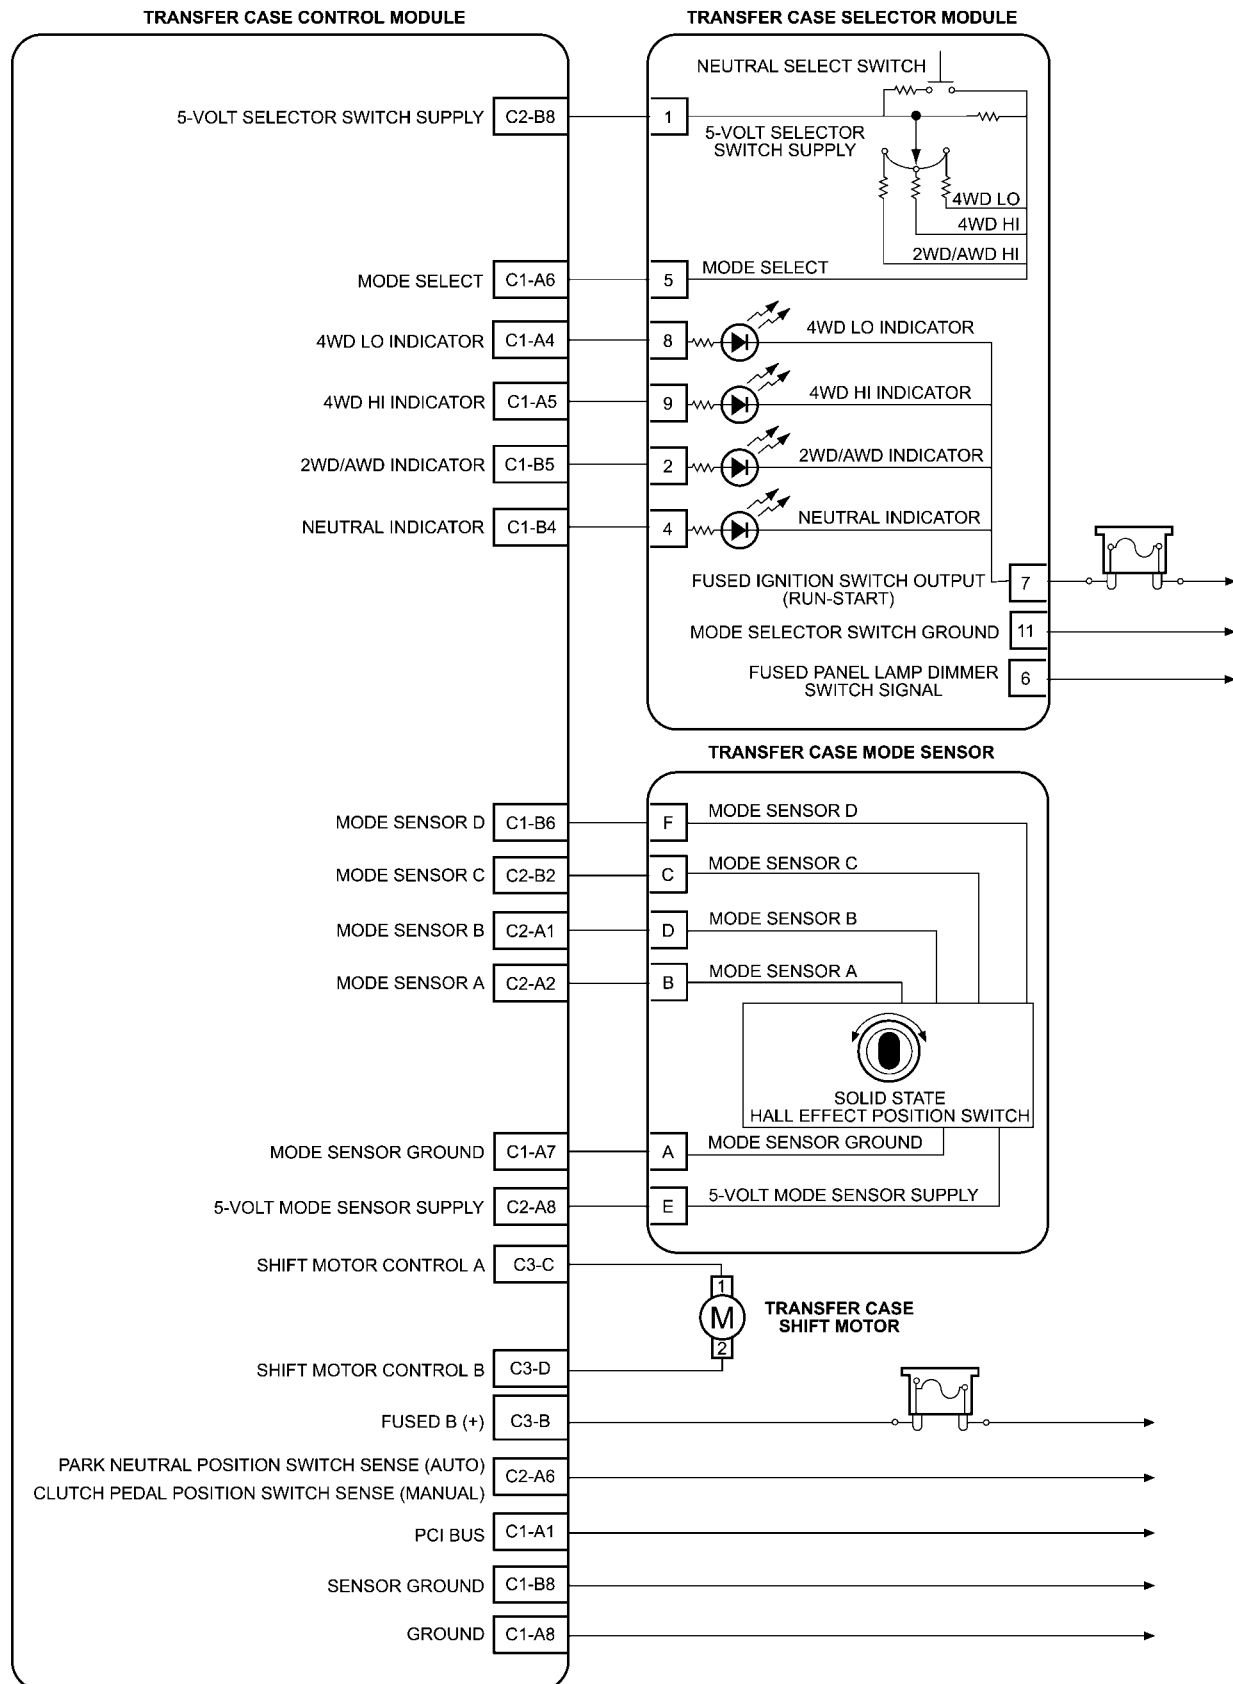 TRANSFER CASE CONTROL MODULE
TRANSFER CASE SELECTOR MODULE
NEUTRAL SELECT SWITCH
5-VOLT SELECTOR SWITCH SUPPLY C2-B8 1
5-VOLT SELECTOR
SWITCH SUPPLY
4WD LO
4WD HI
2WD/AWD HI
MODE SELECT C1-A6 5 MODE SELECT
4WD LO INDICATOR C1-A4 8 4WD LO INDICATOR
4WD HI INDICATOR C1-A5 9 4WD HI INDICATOR
2WD/AWD INDICATOR C1-B5 2 2WD/AWD INDICATOR
NEUTRAL INDICATOR C1-B4 4 NEUTRAL INDICATOR
FUSED IGNITION SWITCH OUTPUT 7
(RUN-START)
MODE SELECTOR SWITCH GROUND 11
FUSED PANEL LAMP DIMMER 6
SWITCH SIGNAL
TRANSFER CASE MODE SENSOR
MODE SENSOR D C1-B6 F MODE SENSOR D
MODE SENSOR C C2-B2 C MODE SENSOR C
MODE SENSOR B C2-A1 D MODE SENSOR B
MODE SENSOR A C2-A2 B MODE SENSOR A
SOLID STATE
HALL EFFECT POSITION SWITCH
MODE SENSOR GROUND C1-A7 A MODE SENSOR GROUND
5-VOLT MODE SENSOR SUPPLY C2-A8 E 5-VOLT MODE SENSOR SUPPLY
SHIFT MOTOR CONTROL A C3-C
1
M
2
TRANSFER CASE
SHIFT MOTOR
SHIFT MOTOR CONTROL B C3-D
FUSED B (+) C3-B
PARK NEUTRAL POSITION SWITCH SENSE (AUTO) C2-A6
CLUTCH PEDAL POSITION SWITCH SENSE (MANUAL)
PCI BUS C1-A1
SENSOR GROUND C1-B8
GROUND C1-A8